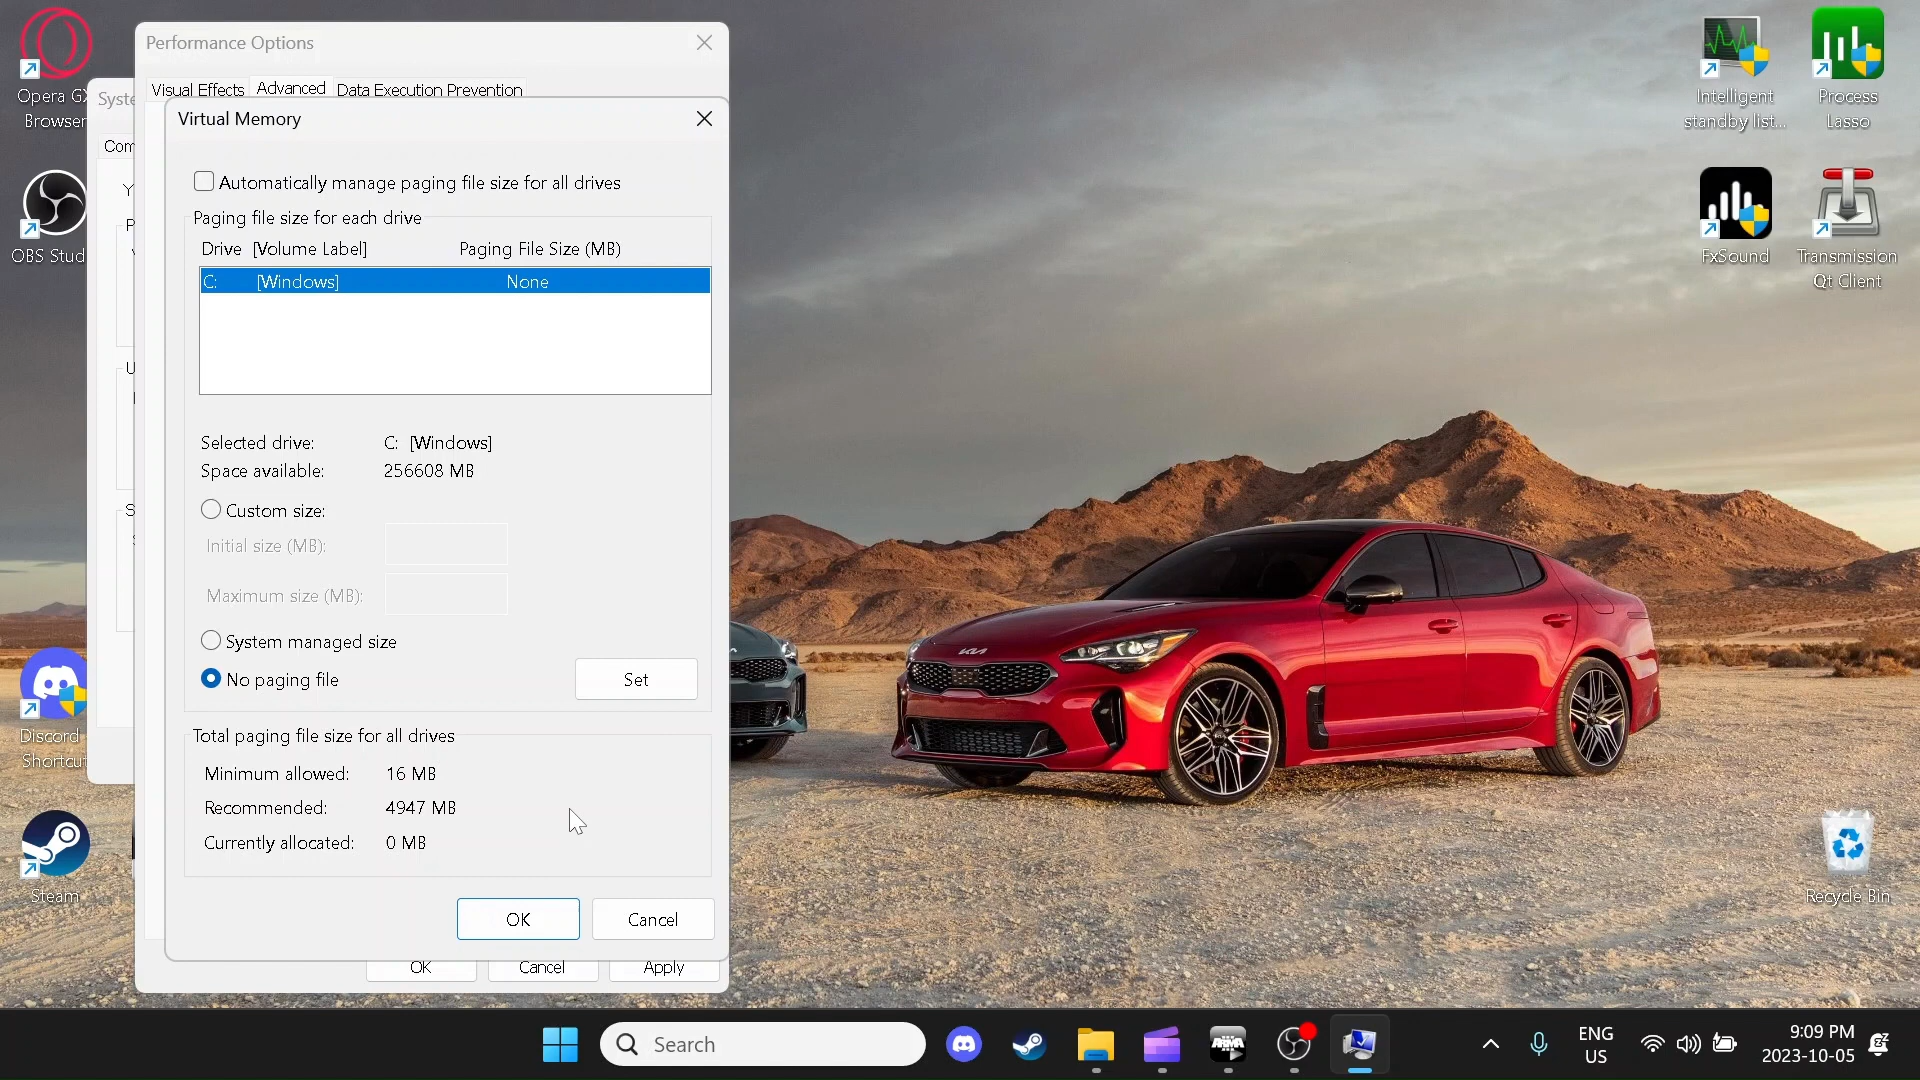 Opera GX
Browser
OBS Studi
Discord
Shortcut
Steam
Syste
Com
Performance Options
Visual Effects
Advanced
Data Execution Prevention
Virtual Memory
Automatically manage paging file size for all drives
Paging file size for each drive
Drive [Volume Label] Paging File Size (MB)
C: [Windows] None
Selected drive: C: [Windows]
Space available: 256608 MB
Custom size:
Initial size (MB):
Maximum size (MB):
System managed size
No paging file
Set
Total paging file size for all drives
Minimum allowed: 16 MB
Recommended: 4947 MB
Currently allocated: 0 MB
OK Cancel
OK Cancel Apply
Intelligent
standby list...
Process
Lasso
FxSound
Transmission
Qt Client
KIA
Recycle Bin
Search
ARMA
ENG
US
9:09 PM
2023-10-05